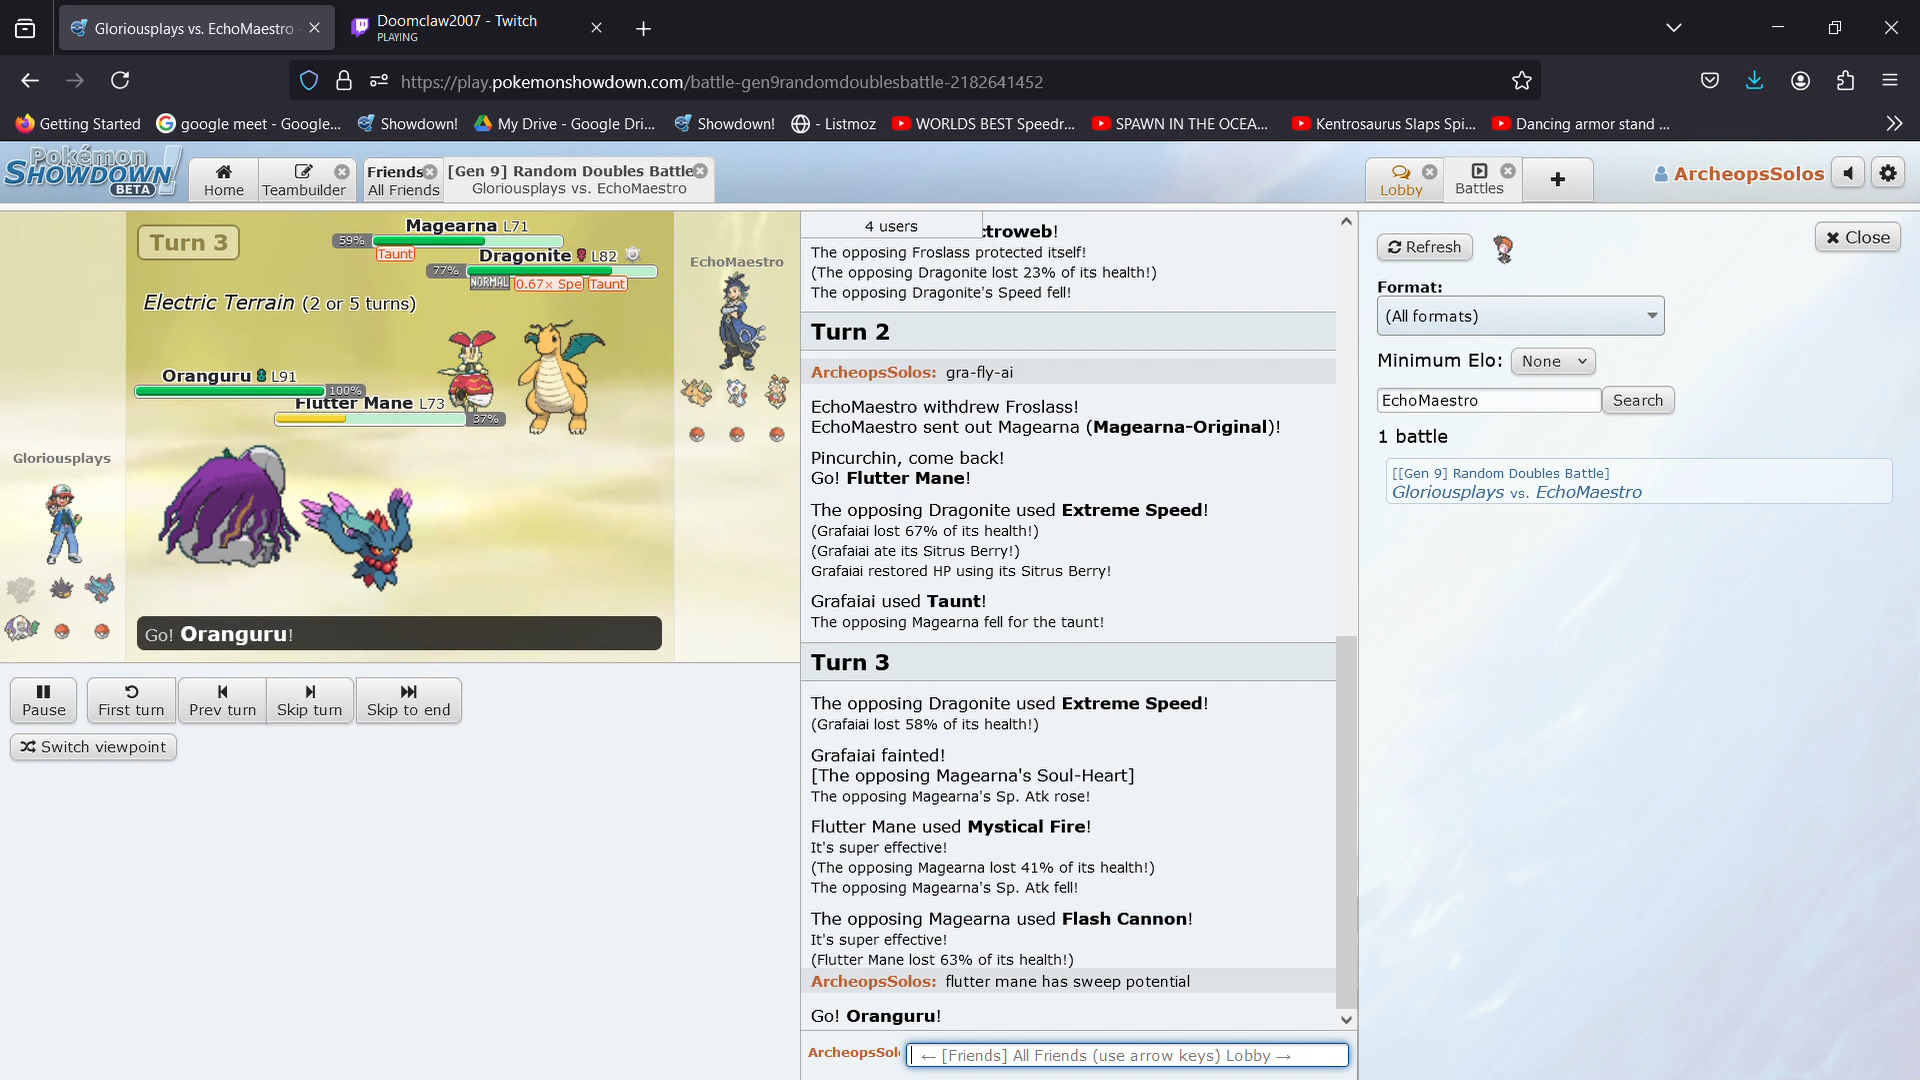 Gloriousplays vs. EchoMaestro -
Doomclaw2007 - Twitch
PLAYING
https://play.pokemonshowdown.com/battle-gen9randomdoublesbattle-2182641452
Getting Started
google meet - Google...
Showdown!
My Drive - Google Dri...
Showdown!
- Listmoz
WORLDS BEST Speedr...
SPAWN IN THE OCEA...
Kentrosaurus Slaps Spi...
Dancing armor stand ...
Pokémon
SHOWDOWN!
BETA
Home
Teambuilder
Friends
All Friends
[Gen 9] Random Doubles Battle
Gloriousplays vs. EchoMaestro
Lobby
Battles
ArcheopsSolos
Turn 3
Magearna L71
59%
Taunt
Dragonite L82
77%
NORMAL 0.67× Spe Taunt
Electric Terrain (2 or 5 turns)
Oranguru L91
100%
Flutter Mane L73
37%
EchoMaestro
Gloriousplays
Go! Oranguru!
Pause
First turn
Prev turn
Skip turn
Skip to end
Switch viewpoint
4 users
ctroweb!
The opposing Froslass protected itself!
(The opposing Dragonite lost 23% of its health!)
The opposing Dragonite's Speed fell!
Turn 2
ArcheopsSolos: gra-fly-ai
EchoMaestro withdrew Froslass!
EchoMaestro sent out Magearna (Magearna-Original)!
Pincurchin, come back!
Go! Flutter Mane!
The opposing Dragonite used Extreme Speed!
(Grafaiai lost 67% of its health!)
(Grafaiai ate its Sitrus Berry!)
Grafaiai restored HP using its Sitrus Berry!
Grafaiai used Taunt!
The opposing Magearna fell for the taunt!
Turn 3
The opposing Dragonite used Extreme Speed!
(Grafaiai lost 58% of its health!)
Grafaiai fainted!
[The opposing Magearna's Soul-Heart]
The opposing Magearna's Sp. Atk rose!
Flutter Mane used Mystical Fire!
It's super effective!
(The opposing Magearna lost 41% of its health!)
The opposing Magearna's Sp. Atk fell!
The opposing Magearna used Flash Cannon!
It's super effective!
(Flutter Mane lost 63% of its health!)
ArcheopsSolos: flutter mane has sweep potential
Go! Oranguru!
ArcheopsSol
← [Friends] All Friends (use arrow keys) Lobby →
Refresh
Close
Format:
(All formats)
Minimum Elo: None
EchoMaestro
Search
1 battle
[[Gen 9] Random Doubles Battle]
Gloriousplays vs. EchoMaestro